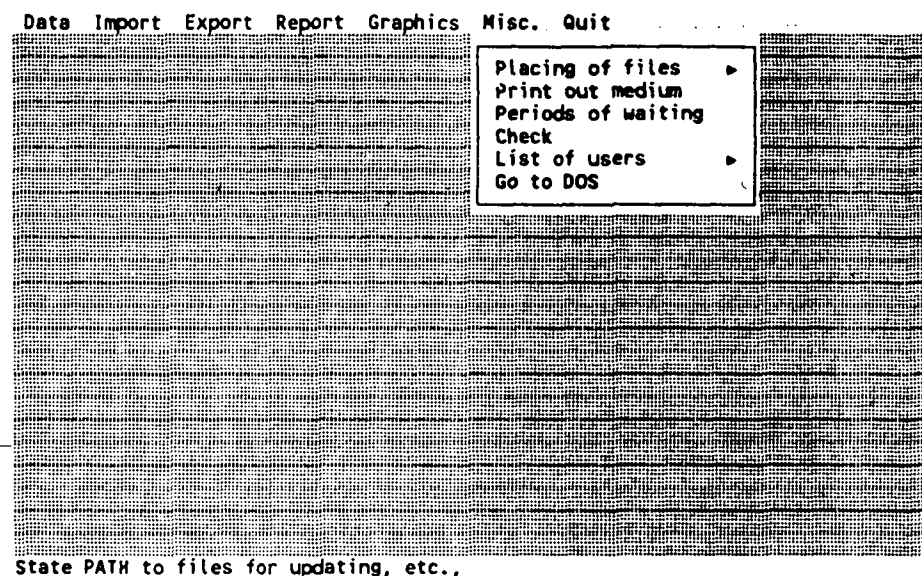 Data Import Export Report Graphics Misc. Quit
Placing of files ▶
Print out medium
Periods of waiting
Check
List of users ▶
Go to DOS
State PATH to files for updating, etc.,